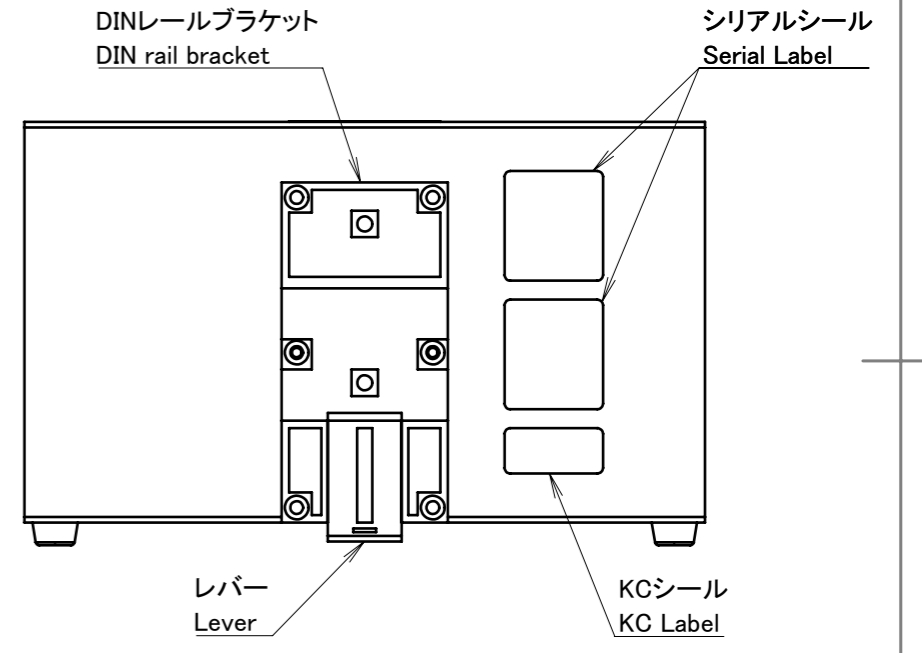 DINレールブラケット
DIN rail bracket
シリアルシール
Serial Label
レバー
Lever
KCシール
KC Label